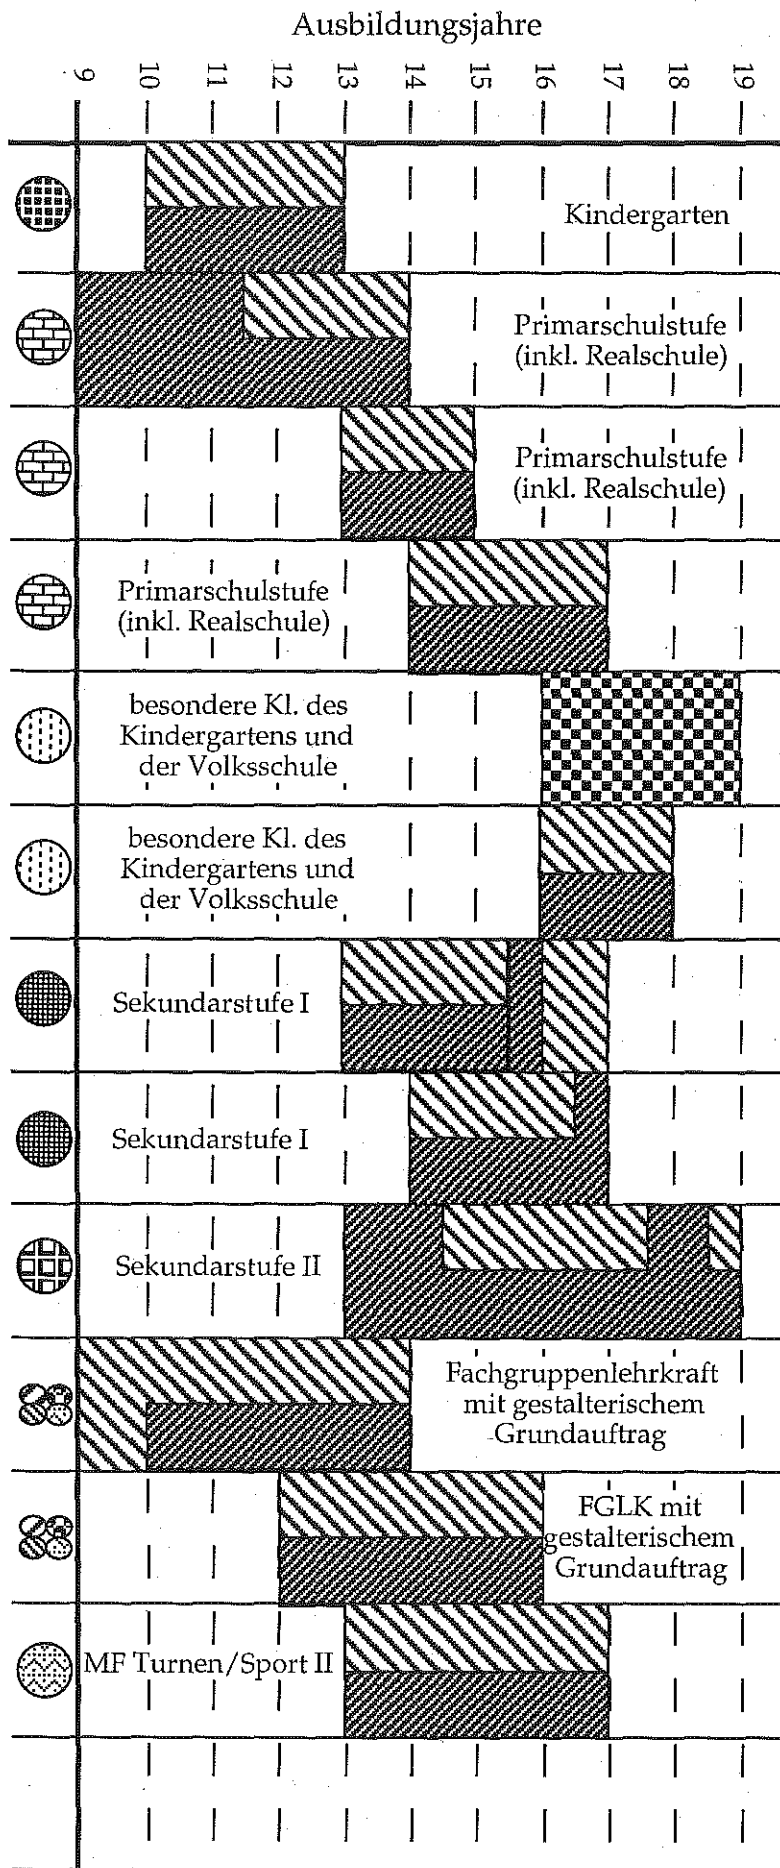 Ausbildungsjahre
9 10 11 12 13 14 15 16 17 18 19
Kindergarten
Primarschulstufe
(inkl. Realschule)
Primarschulstufe
(inkl. Realschule)
Primarschulstufe
(inkl. Realschule)
besondere Kl. des
Kindergartens und
der Volksschule
besondere Kl. des
Kindergartens und
der Volksschule
Sekundarstufe I
Sekundarstufe I
Sekundarstufe II
Fachgruppenlehrkraft
mit gestalterischem
Grundauftrag
FGLK mit
gestalterischem
Grundauftrag
MF Turnen/Sport II